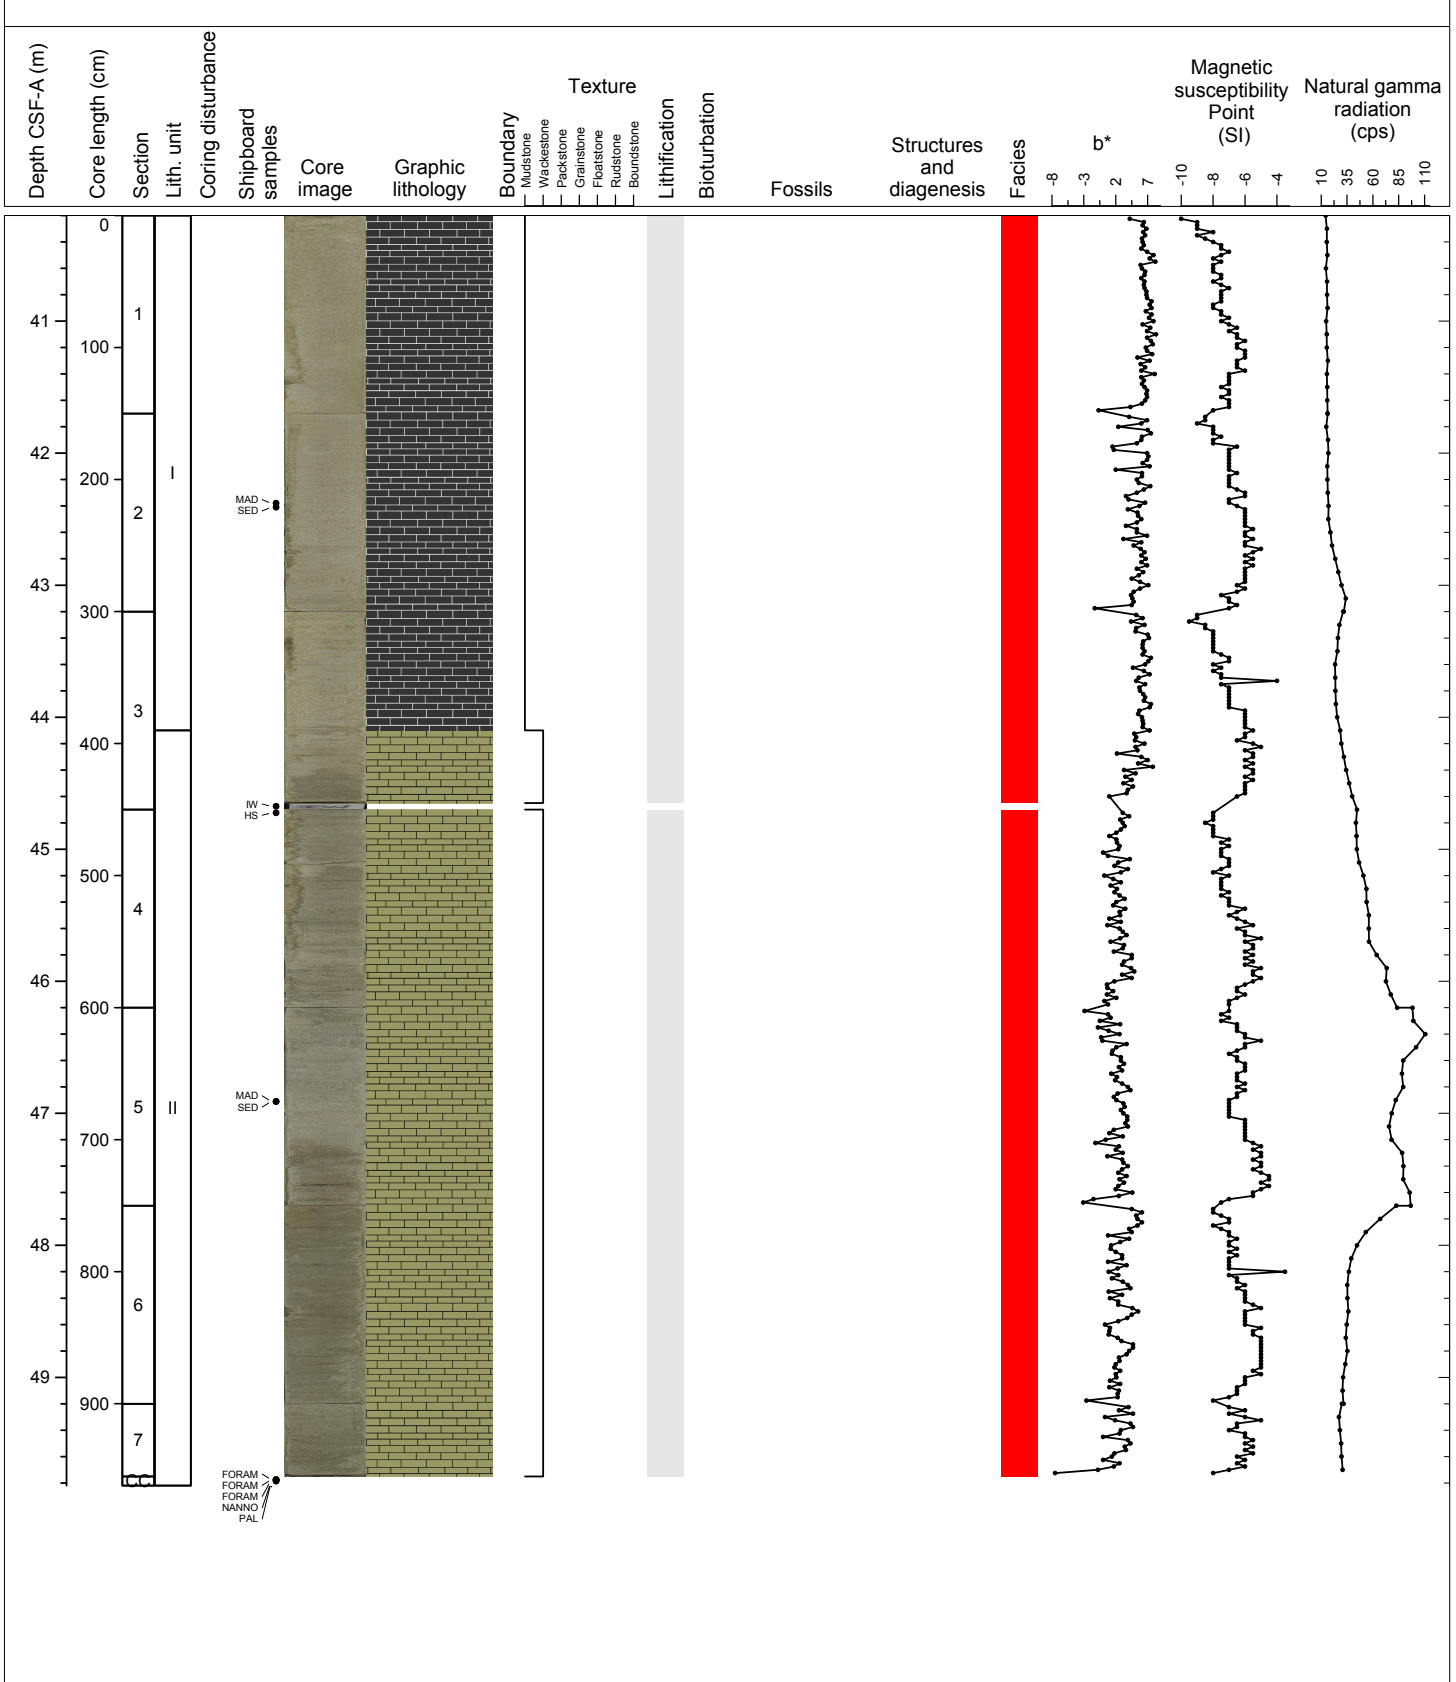 Depth CSF-A (m)
Core length (cm)
Section
Lith. unit
Coring disturbance
Shipboard
samples
Core
image
Graphic
lithology
Boundary
Texture
Mudstone
Wackestone
Packstone
Grainstone
Floatstone
Rudstone
Boundstone
Lithification
Bioturbation
Fossils
Structures
and
diagenesis
Facies
b*
-8 -3 2 7
Magnetic
susceptibility
Point
(SI)
-10 -8 -6 -4
Natural gamma
radiation
(cps)
10 35 60 85 110
0
1
41
100
42
I
200
MAD
SED
2
43
300
3
44
400
IW
HS
45
500
4
46
600
MAD
SED
47
5
II
700
48
800
6
49
900
7
CC
FORAM
FORAM
FORAM
NANNO
PAL